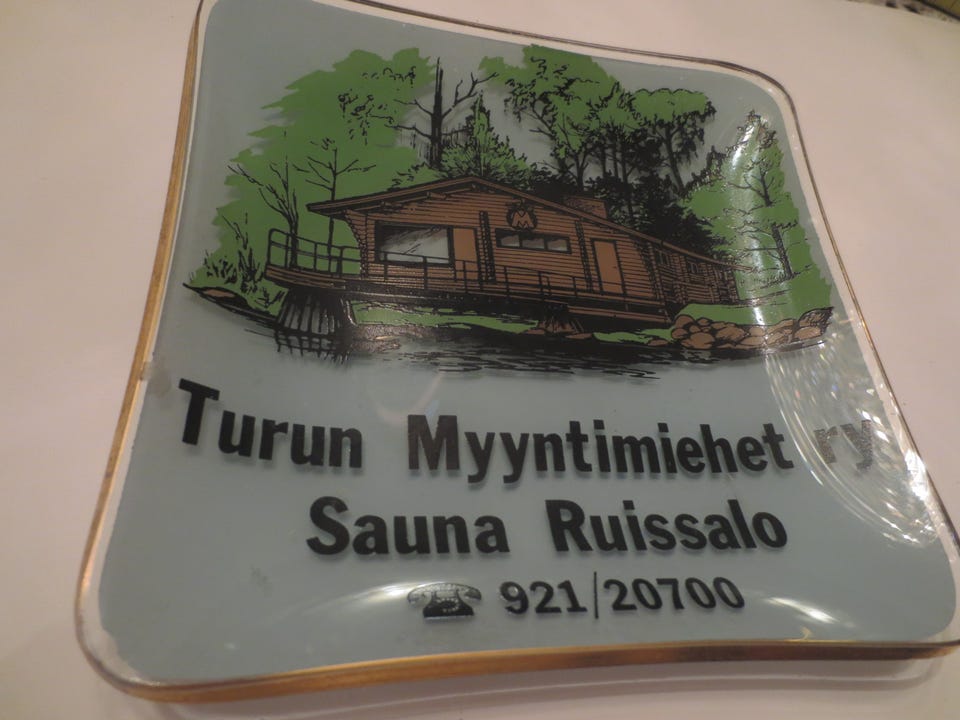 M
Turun Myyntimiehet ry
Sauna Ruissalo
921/20700